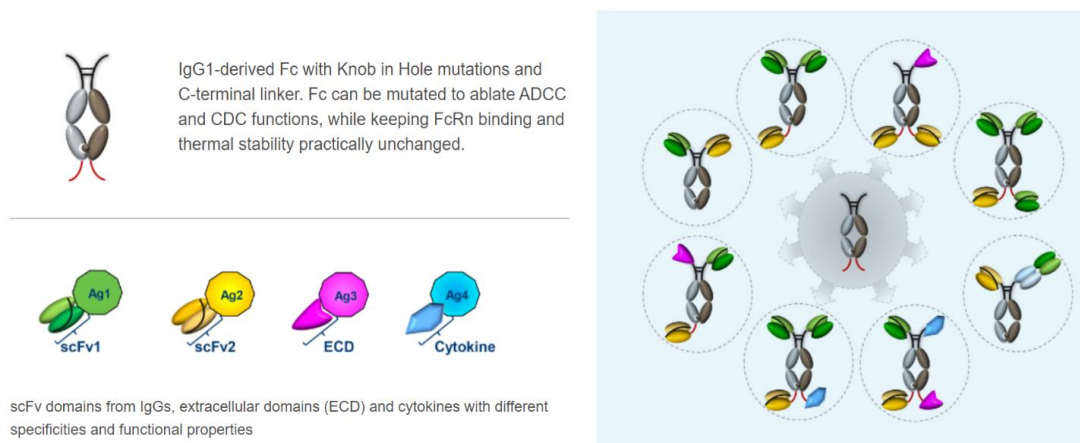 IgG1-derived Fc with Knob in Hole mutations and
C-terminal linker. Fc can be mutated to ablate ADCC
and CDC functions, while keeping FcRn binding and
thermal stability practically unchanged.
Ag1
scFv1
Ag2
scFv2
Ag3
ECD
Ag4
Cytokine
scFv domains from IgGs, extracellular domains (ECD) and cytokines with different
specificities and functional properties